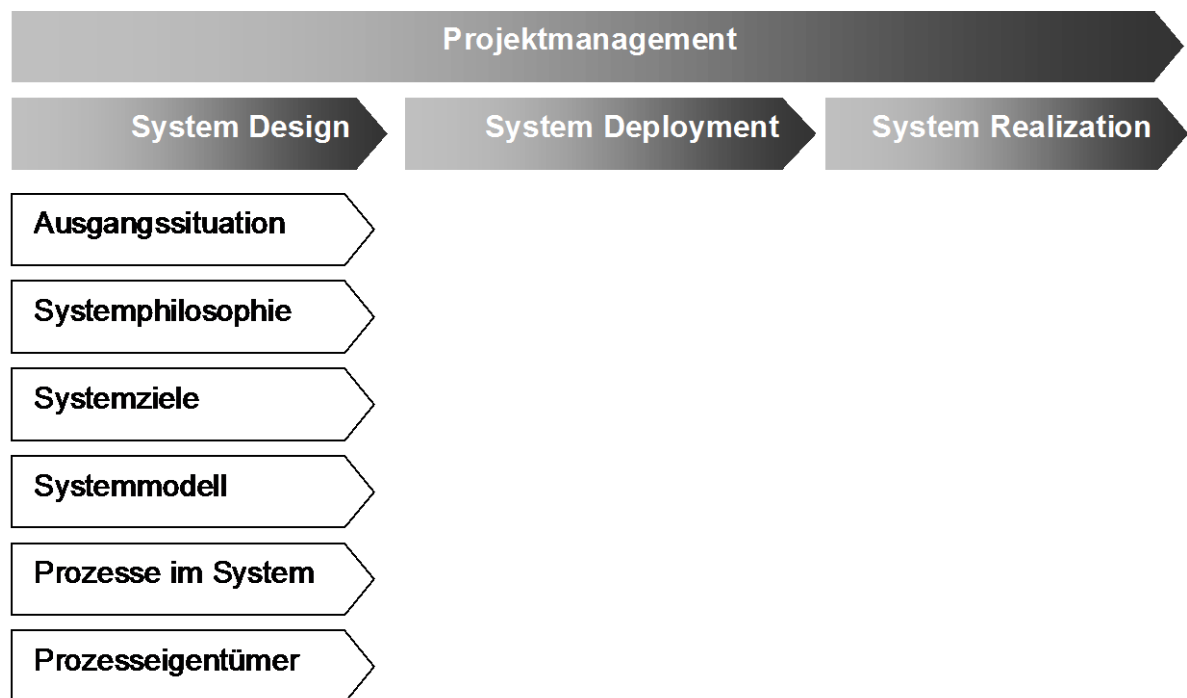 Projektmanagement
System Design
System Deployment
System Realization
Ausgangssituation
Systemphilosophie
Systemziele
Systemmodell
Prozesse im System
Prozesseigentümer